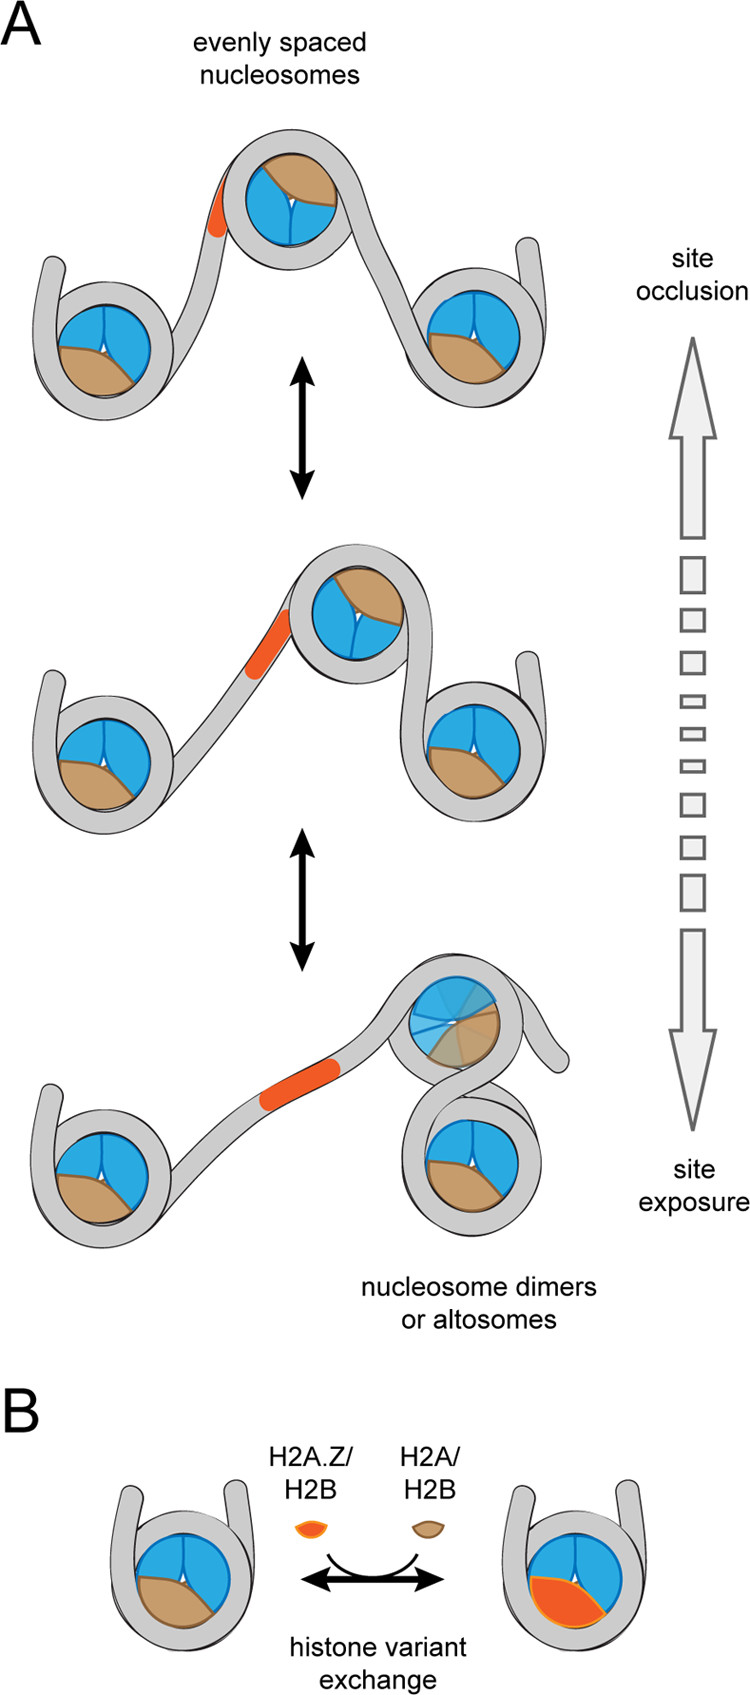 A
evenly spaced
nucleosomes
site
occlusion
site
exposure
nucleosome dimers
or altosomes
B
H2A.Z/
H2B
H2A/
H2B
histone variant
exchange